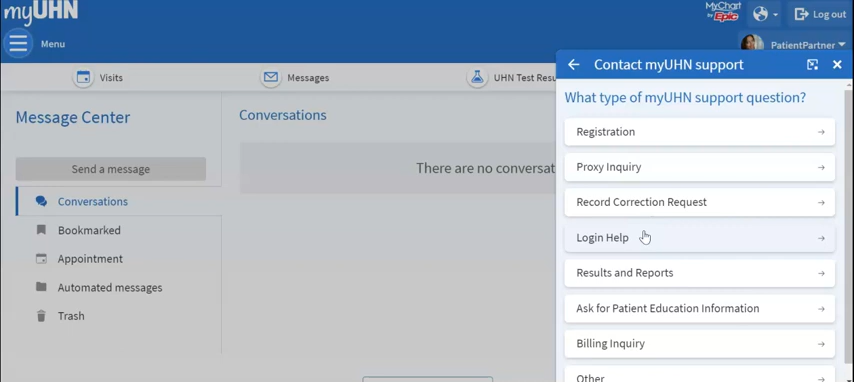 myUHN
MyChart
by Epic
Log out
Menu
PatientPartner
Visits
Messages
UHN Test Resu
Message Center
Send a message
Conversations
Bookmarked
Appointment
Automated messages
Trash
Conversations
There are no conversat
Contact myUHN support
What type of myUHN support question?
Registration
Proxy Inquiry
Record Correction Request
Login Help
Results and Reports
Ask for Patient Education Information
Billing Inquiry
Other